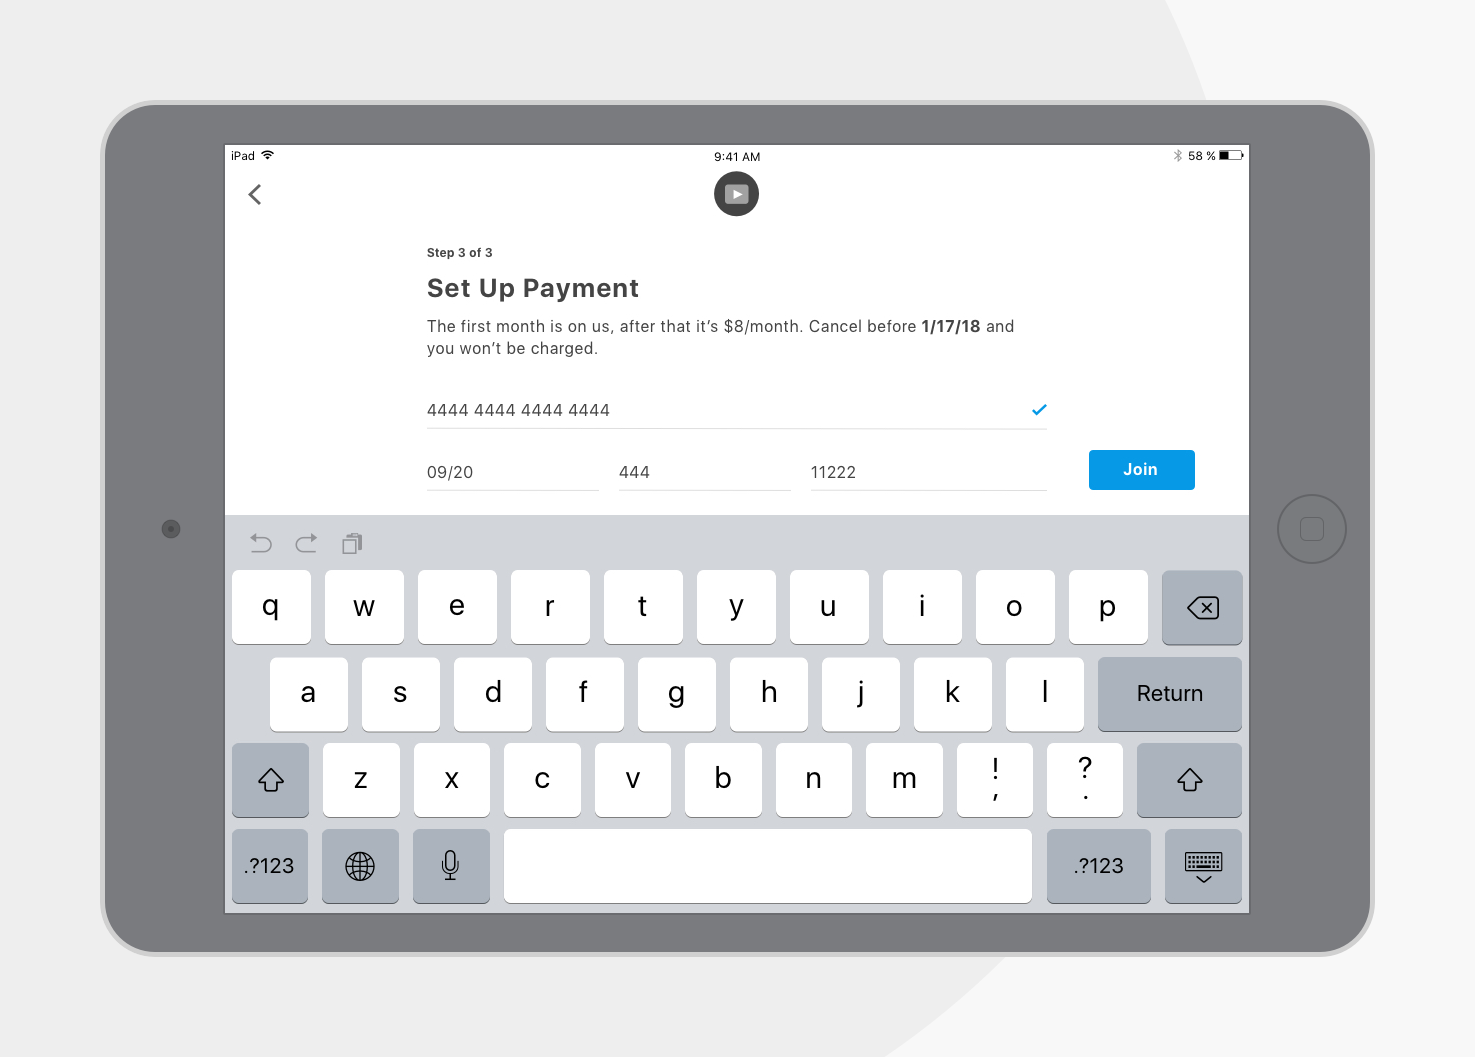 iPad 9:41 AM 58 %
Step 3 of 3
Set Up Payment
The first month is on us, after that it’s $8/month. Cancel before 1/17/18 and
you won’t be charged.
4444 4444 4444 4444
09/20 444 11222 Join
q w e r t y u i o p
a s d f g h j k l Return
z x c v b n m ! , ? .
.?123 .?123